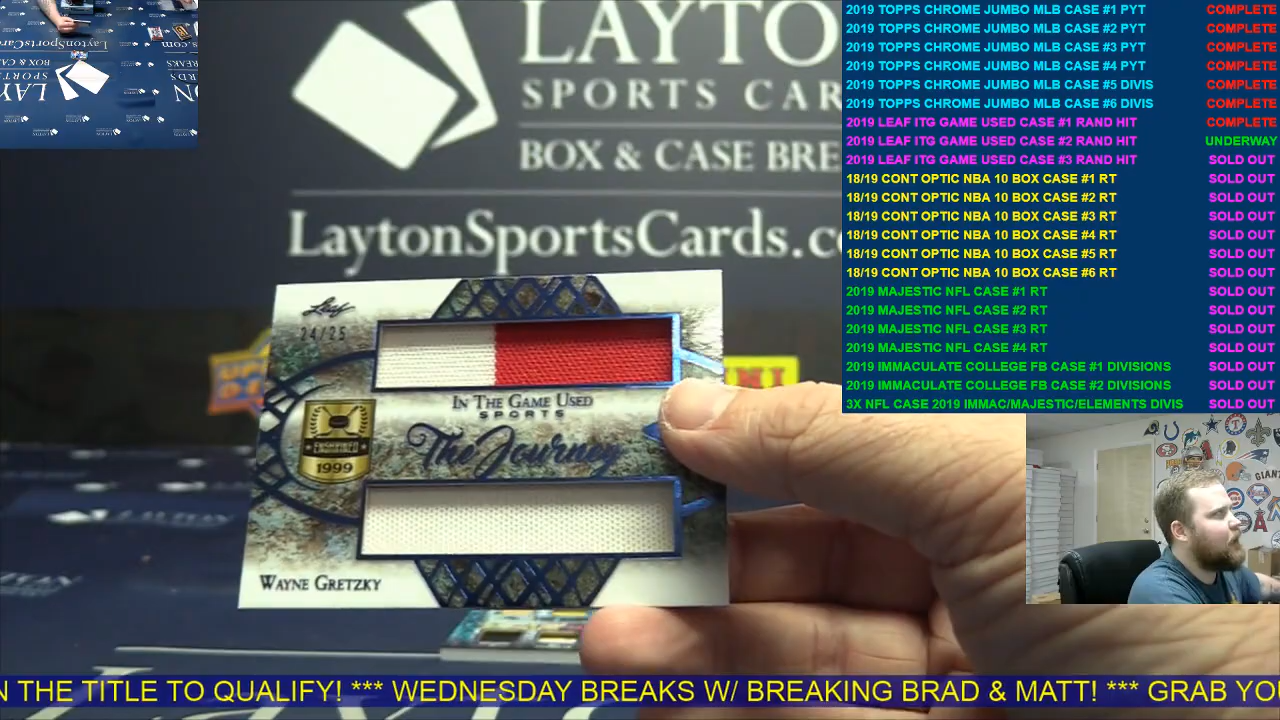 LAYTO
SPORTS CAR
BOX & CASE BRE
LaytonSportsCards.co
Leaf
24/25
IN THE GAME USED
SPORTS
The Journey
ENSHRINED
1999
WAYNE GRETZKY
2019 TOPPS CHROME JUMBO MLB CASE #1 PYT COMPLETE
2019 TOPPS CHROME JUMBO MLB CASE #2 PYT COMPLETE
2019 TOPPS CHROME JUMBO MLB CASE #3 PYT COMPLETE
2019 TOPPS CHROME JUMBO MLB CASE #4 PYT COMPLETE
2019 TOPPS CHROME JUMBO MLB CASE #5 DIVIS COMPLETE
2019 TOPPS CHROME JUMBO MLB CASE #6 DIVIS COMPLETE
2019 LEAF ITG GAME USED CASE #1 RAND HIT COMPLETE
2019 LEAF ITG GAME USED CASE #2 RAND HIT UNDERWAY
2019 LEAF ITG GAME USED CASE #3 RAND HIT SOLD OUT
18/19 CONT OPTIC NBA 10 BOX CASE #1 RT SOLD OUT
18/19 CONT OPTIC NBA 10 BOX CASE #2 RT SOLD OUT
18/19 CONT OPTIC NBA 10 BOX CASE #3 RT SOLD OUT
18/19 CONT OPTIC NBA 10 BOX CASE #4 RT SOLD OUT
18/19 CONT OPTIC NBA 10 BOX CASE #5 RT SOLD OUT
18/19 CONT OPTIC NBA 10 BOX CASE #6 RT SOLD OUT
2019 MAJESTIC NFL CASE #1 RT SOLD OUT
2019 MAJESTIC NFL CASE #2 RT SOLD OUT
2019 MAJESTIC NFL CASE #3 RT SOLD OUT
2019 MAJESTIC NFL CASE #4 RT SOLD OUT
2019 IMMACULATE COLLEGE FB CASE #1 DIVISIONS SOLD OUT
2019 IMMACULATE COLLEGE FB CASE #2 DIVISIONS SOLD OUT
3X NFL CASE 2019 IMMAC/MAJESTIC/ELEMENTS DIVIS SOLD OUT
N THE TITLE TO QUALIFY! *** WEDNESDAY BREAKS W/ BREAKING BRAD & MATT! *** GRAB YOU